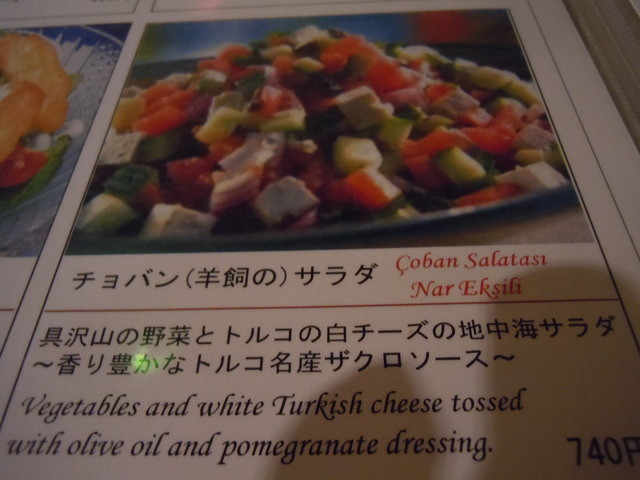 チョバン(羊飼の)サラダ
Çoban Salatası
Nar Ekşili
具沢山の野菜とトルコの白チーズの地中海サラダ
～香り豊かなトルコ名産ザクロソース～
Vegetables and white Turkish cheese tossed
with olive oil and pomegranate dressing.
740円